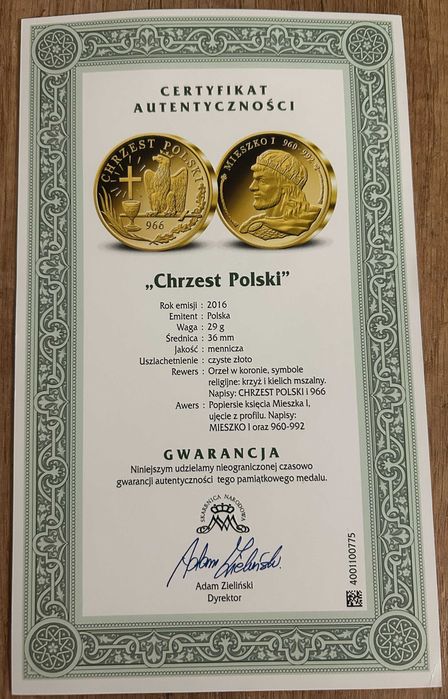 CERTYFIKAT
AUTENTYCZNOŚCI
CHRZEST POLSKI
966
MIESZKO I 960-992
„Chrzest Polski”
Rok emisji : 2016
Emitent : Polska
Waga : 29 g
Średnica : 36 mm
Jakość : mennicza
Uszlachetnienie : czyste złoto
Rewers : Orzeł w koronie, symbole
religijne: krzyż i kielich mszalny.
Napisy: CHRZEST POLSKI i 966
Awers : Popiersie księcia Mieszka I,
ujęcie z profilu. Napisy:
MIESZKO I oraz 960-992
GWARANCJA
Niniejszym udzielamy nieograniczonej czasowo
gwarancji autentyczności tego pamiątkowego medalu.
SKARBNICA NARODOWA
Adam Zieliński
Adam Zieliński
Dyrektor
4001100775